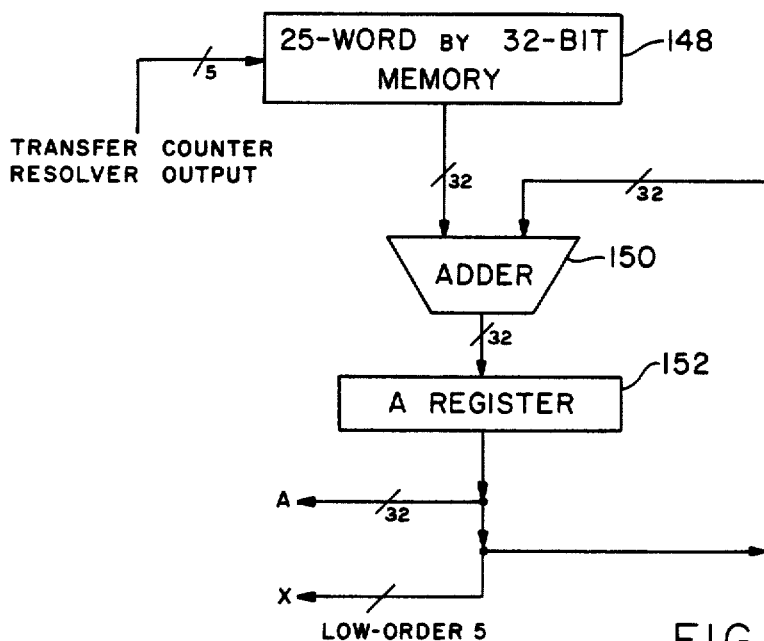 25-WORD BY 32-BIT
MEMORY
148
5
TRANSFER COUNTER
RESOLVER OUTPUT
32
32
ADDER
150
32
152
A REGISTER
A
32
X
LOW-ORDER 5
FIG